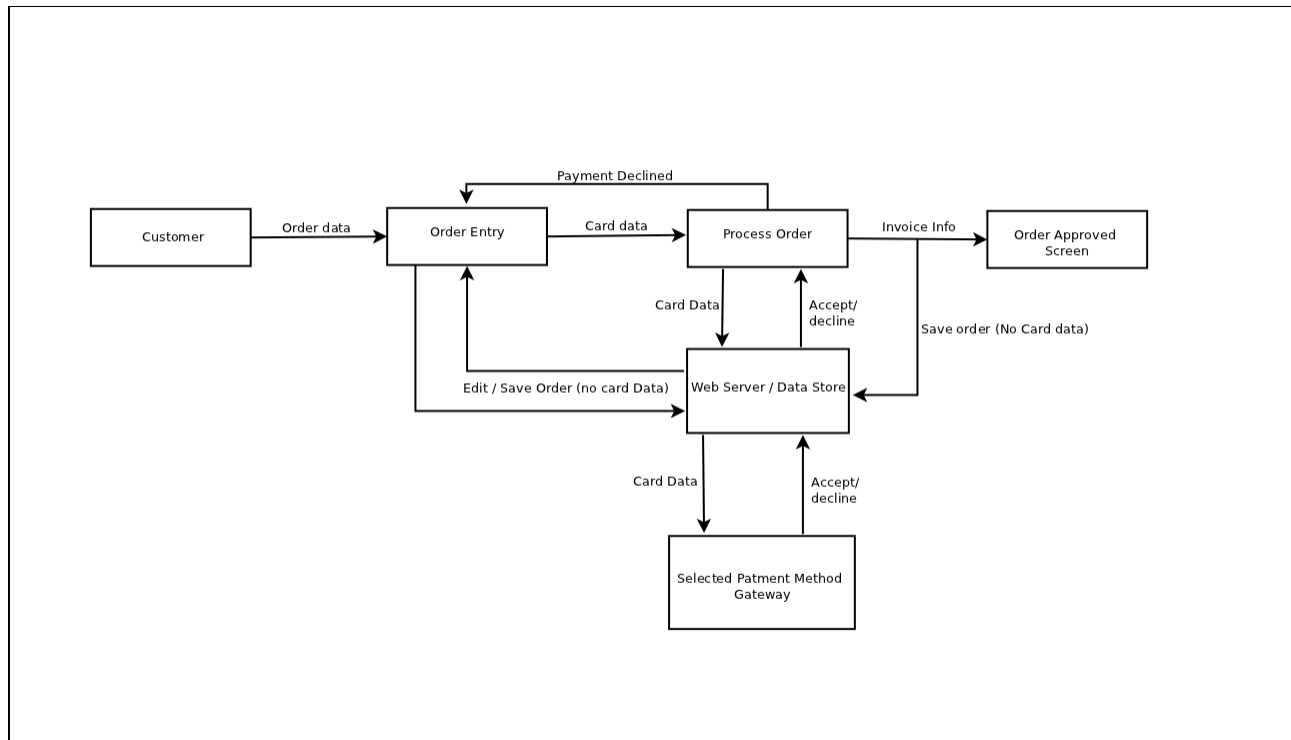 Payment Declined
Customer
Order data
Order Entry
Card data
Process Order
Invoice Info
Order Approved
Screen
Card Data
Accept/
decline
Save order (No Card data)
Edit / Save Order (no card Data)
Web Server / Data Store
Card Data
Accept/
decline
Selected Patment Method
Gateway